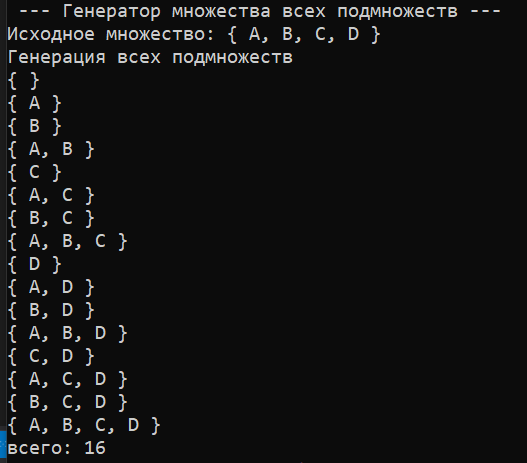 --- Генератор множества всех подмножеств ---
Исходное множество: { A, B, C, D }
Генерация всех подмножеств
{ }
{ A }
{ B }
{ A, B }
{ C }
{ A, C }
{ B, C }
{ A, B, C }
{ D }
{ A, D }
{ B, D }
{ A, B, D }
{ C, D }
{ A, C, D }
{ B, C, D }
{ A, B, C, D }
всего: 16